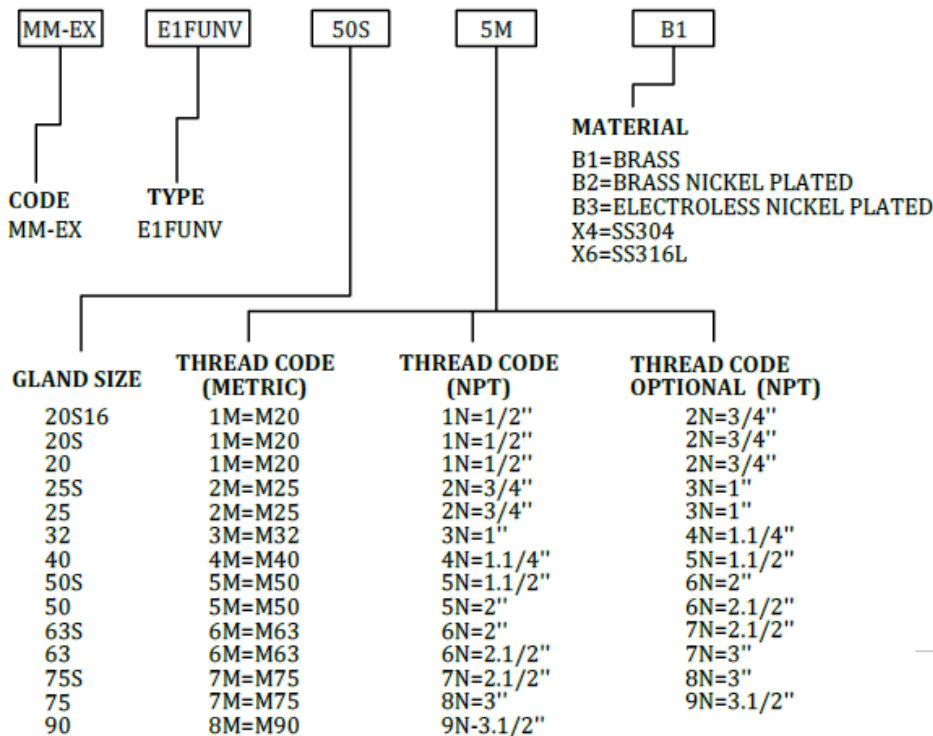 MM-EX E1FUNV 50S 5M B1
MATERIAL
B1=BRASS
B2=BRASS NICKEL PLATED
B3=ELECTROLESS NICKEL PLATED
X4=SS304
X6=SS316L
CODE TYPE
MM-EX E1FUNV
GLAND SIZE THREAD CODE (METRIC) THREAD CODE (NPT) THREAD CODE OPTIONAL (NPT)
20S16 1M=M20 1N=1/2" 2N=3/4"
20S 1M=M20 1N=1/2" 2N=3/4"
20 1M=M20 1N=1/2" 2N=3/4"
25S 2M=M25 2N=3/4" 3N=1"
25 2M=M25 2N=3/4" 3N=1"
32 3M=M32 3N=1" 4N=1.1/4"
40 4M=M40 4N=1.1/4" 5N=1.1/2"
50S 5M=M50 5N=1.1/2" 6N=2"
50 5M=M50 5N=2" 6N=2.1/2"
63S 6M=M63 6N=2" 7N=2.1/2"
63 6M=M63 6N=2.1/2" 7N=3"
75S 7M=M75 7N=2.1/2" 8N=3"
75 7M=M75 8N=3" 9N=3.1/2"
90 8M=M90 9N-3.1/2"